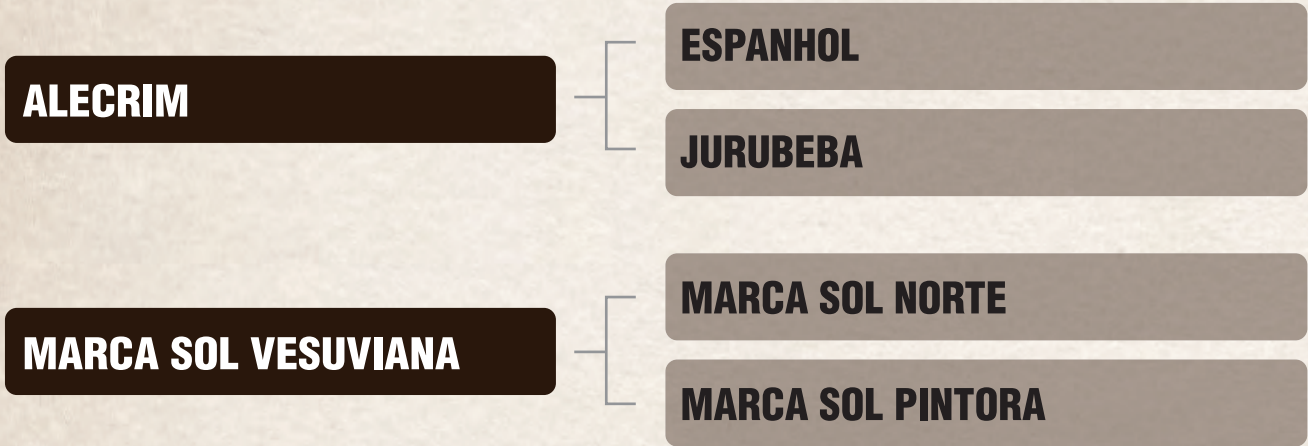 ALECRIM
ESPANHOL
JURUBEBA
MARCA SOL VESUVIANA
MARCA SOL NORTE
MARCA SOL PINTORA